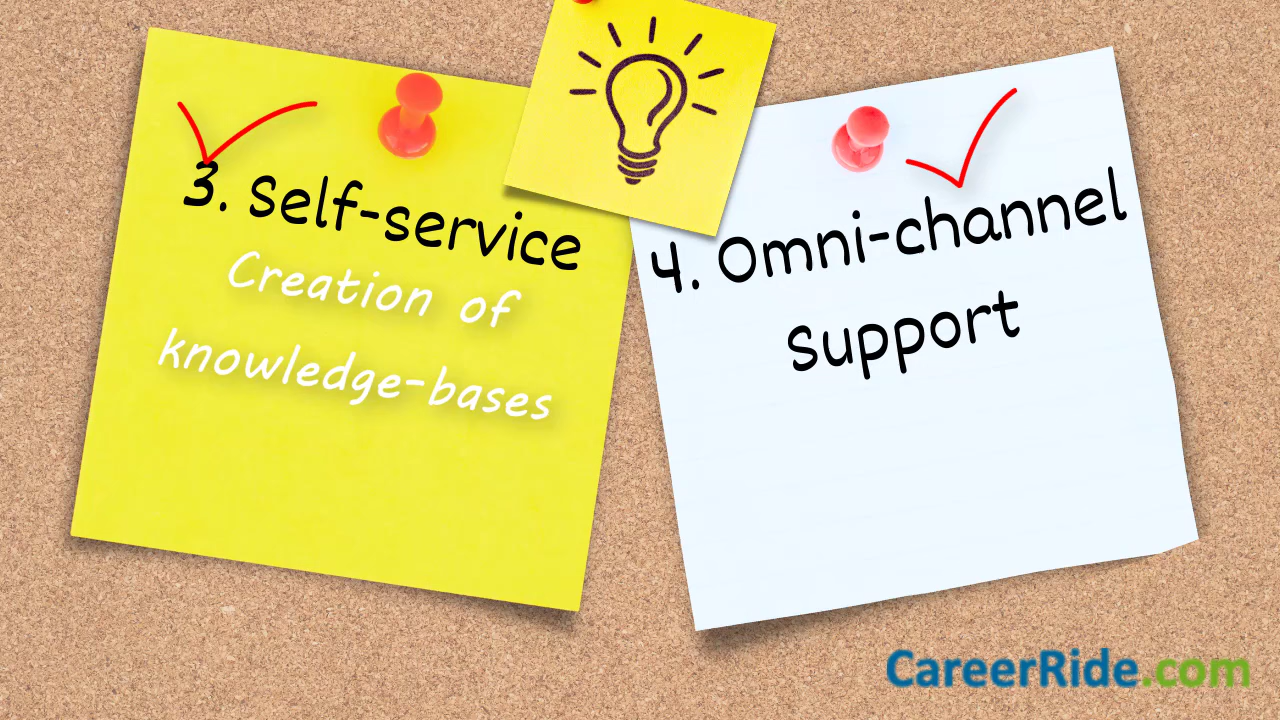 3. Self-service
Creation of
knowledge-bases
4. Omni-channel
support
CareerRide.com